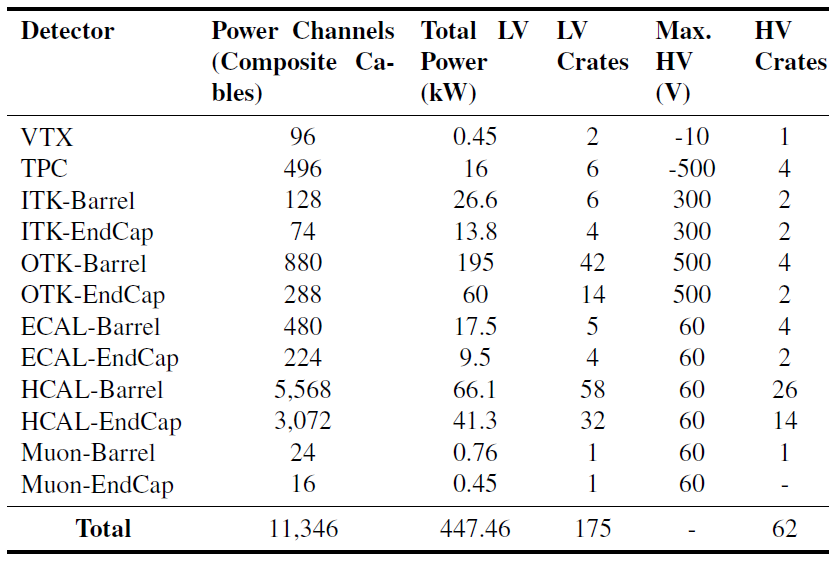 Detector Power Channels Total LV LV Max. HV
(Composite Ca- Power Crates HV Crates
bles) (kW) (V)
VTX 96 0.45 2 -10 1
TPC 496 16 6 -500 4
ITK-Barrel 128 26.6 6 300 2
ITK-EndCap 74 13.8 4 300 2
OTK-Barrel 880 195 42 500 4
OTK-EndCap 288 60 14 500 2
ECAL-Barrel 480 17.5 5 60 4
ECAL-EndCap 224 9.5 4 60 2
HCAL-Barrel 5,568 66.1 58 60 26
HCAL-EndCap 3,072 41.3 32 60 14
Muon-Barrel 24 0.76 1 60 1
Muon-EndCap 16 0.45 1 60 -
Total 11,346 447.46 175 - 62